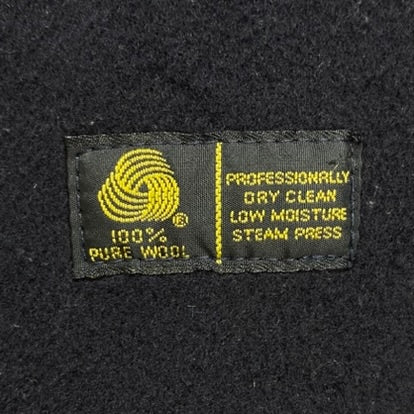 ®
100%
PURE WOOL
PROFESSIONALLY
DRY CLEAN
LOW MOISTURE
STEAM PRESS